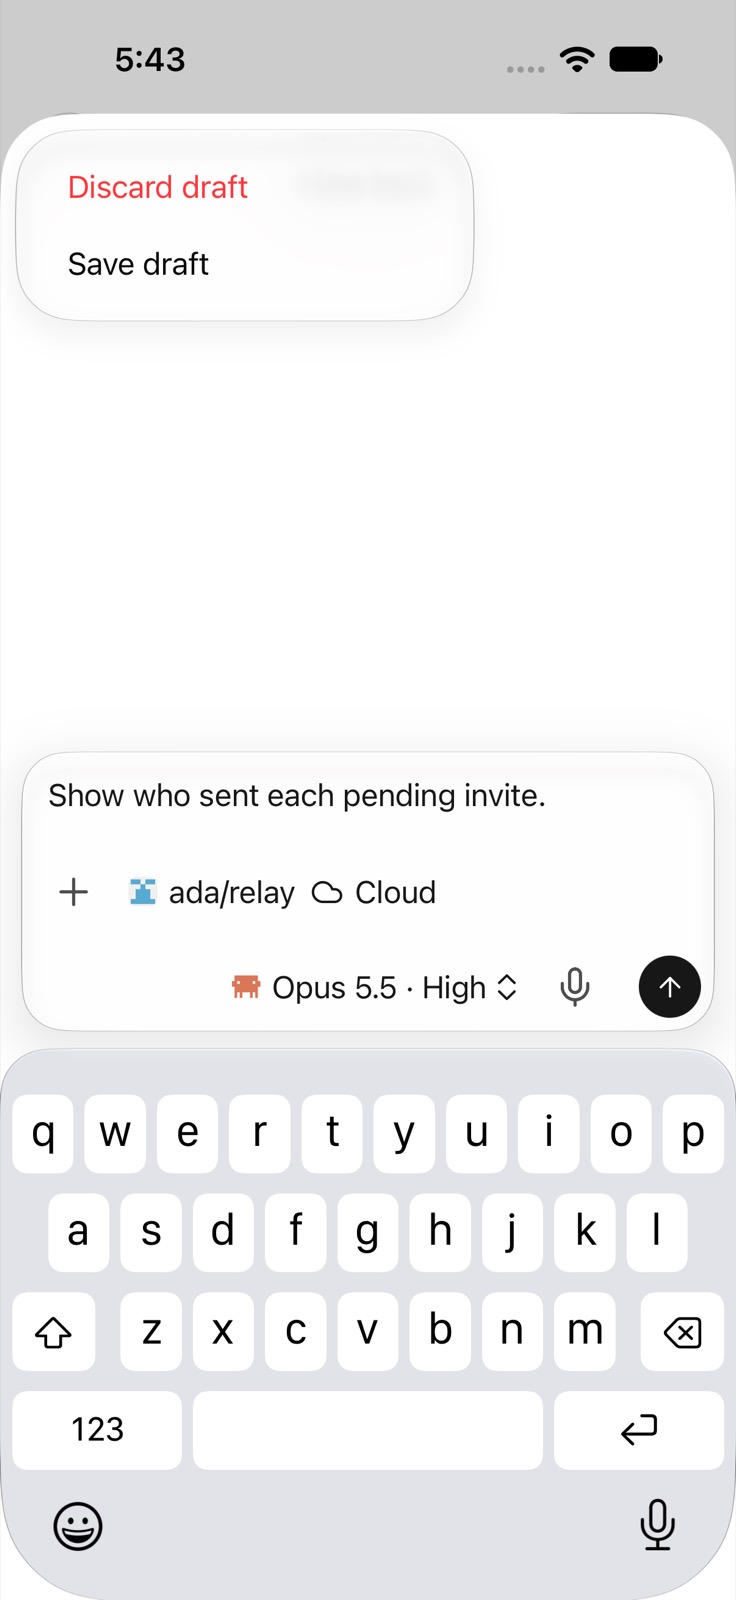 5:43
Discard draft
Save draft
Show who sent each pending invite.
ada/relay Cloud
Opus 5.5 · High
q w e r t y u i o p
a s d f g h j k l
z x c v b n m
123